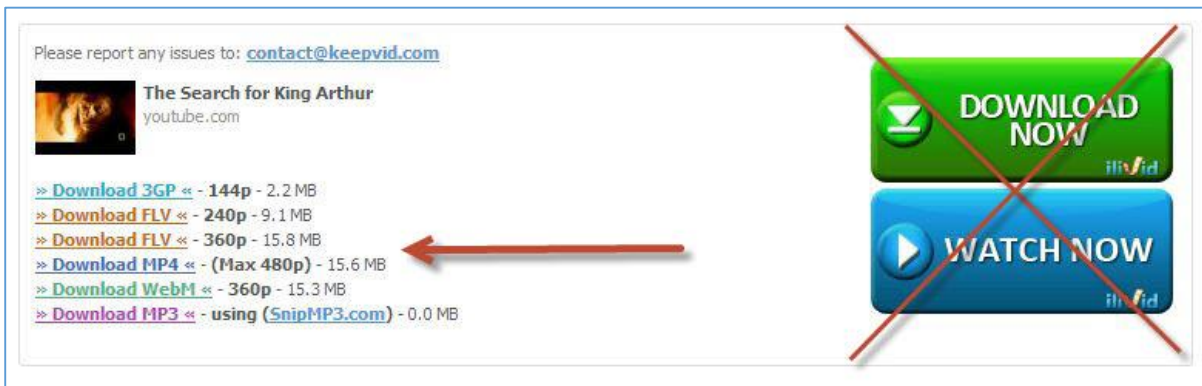 Please report any issues to: contact@keepvid.com
The Search for King Arthur
youtube.com
» Download 3GP « - 144p - 2.2 MB
» Download FLV « - 240p - 9.1 MB
» Download FLV « - 360p - 15.8 MB
» Download MP4 « - (Max 480p) - 15.6 MB
» Download WebM « - 360p - 15.3 MB
» Download MP3 « - using (SnipMP3.com) - 0.0 MB
DOWNLOAD
NOW
ilivid
WATCH NOW
ilivid